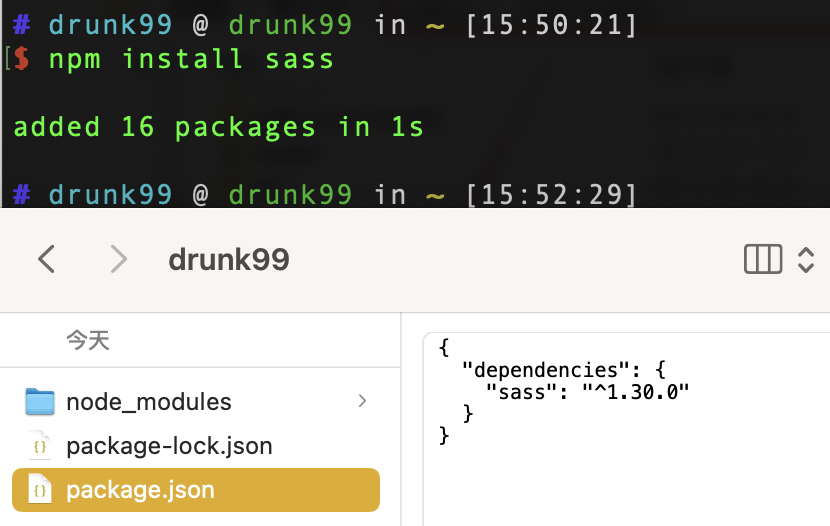 # drunk99 @ drunk99 in ~ [15:50:21]
[$ npm install sass
added 16 packages in 1s
# drunk99 @ drunk99 in ~ [15:52:29]
drunk99
今天
node_modules
package-lock.json
package.json
{
"dependencies": {
"sass": "^1.30.0"
}
}